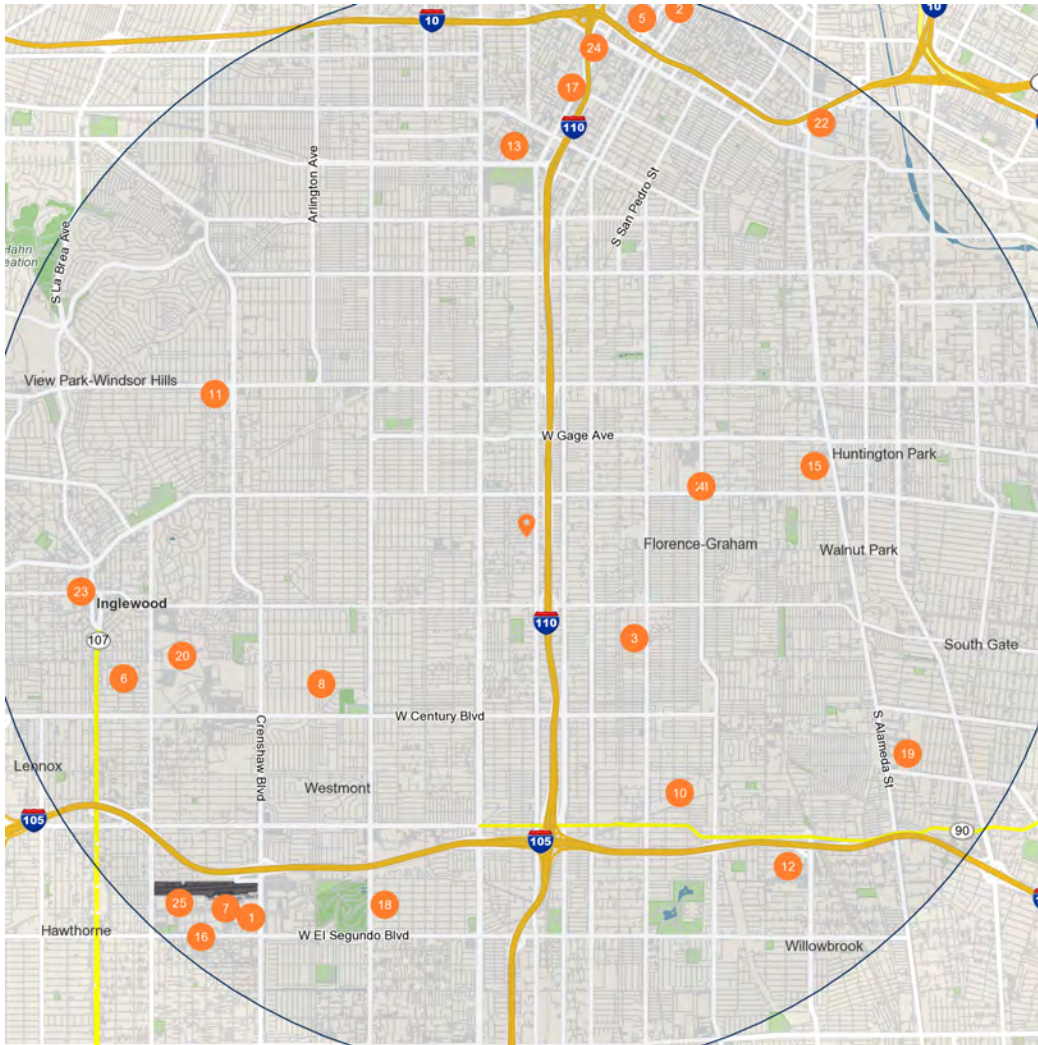 10
5
2
10
24
17
110
22
13
Arlington Ave
S San Pedro St
S La Brea Ave
Hahn
eation
View Park-Windsor Hills
11
W Gage Ave
Huntington Park
15
Florence-Graham
Walnut Park
23
Inglewood
110
107
3
20
South Gate
6
8
W Century Blvd
Crenshaw Blvd
S Alameda St
19
Lennox
Westmont
10
105
90
105
12
25
7
1
18
Hawthorne
16
W El Segundo Blvd
Willowbrook